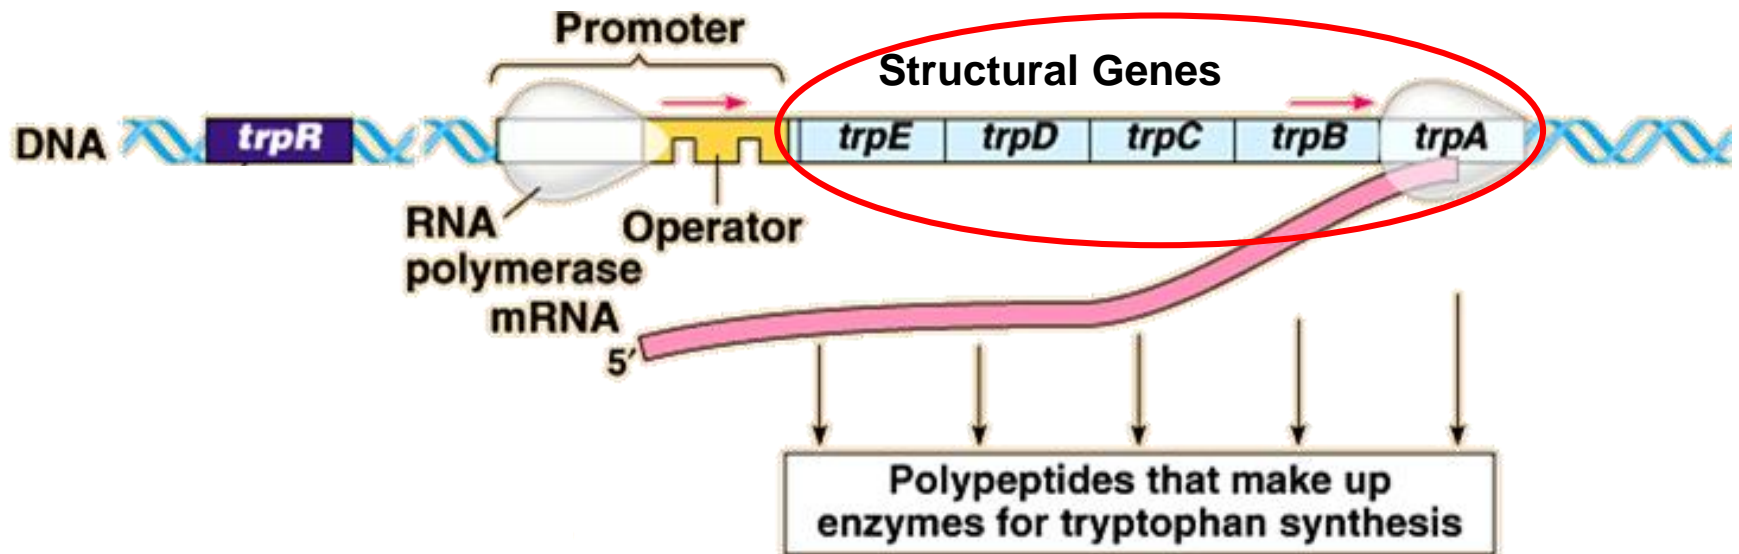 Promoter
Structural Genes
DNA
trpR
trpE
trpD
trpC
trpB
trpA
RNA
polymerase
Operator
mRNA
5′
Polypeptides that make up
enzymes for tryptophan synthesis